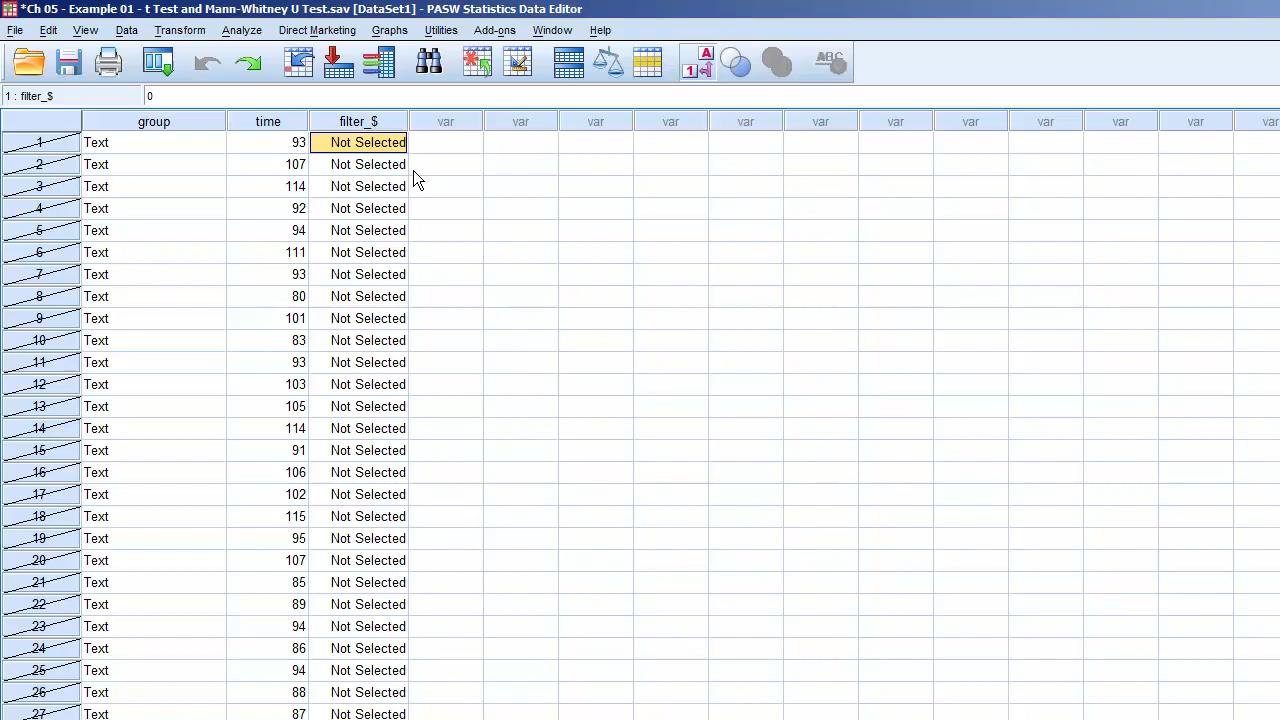 *Ch 05 - Example 01 - t Test and Mann-Whitney U Test.sav [DataSet1] - PASW Statistics Data Editor
File Edit View Data Transform Analyze Direct Marketing Graphs Utilities Add-ons Window Help
A
1
ABC
1 : filter_$ 0
group time filter_$ var var var var var var var var var var var var
1 Text 93 Not Selected
2 Text 107 Not Selected
3 Text 114 Not Selected
4 Text 92 Not Selected
5 Text 94 Not Selected
6 Text 111 Not Selected
7 Text 93 Not Selected
8 Text 80 Not Selected
9 Text 101 Not Selected
10 Text 83 Not Selected
11 Text 93 Not Selected
12 Text 103 Not Selected
13 Text 105 Not Selected
14 Text 114 Not Selected
15 Text 91 Not Selected
16 Text 106 Not Selected
17 Text 102 Not Selected
18 Text 115 Not Selected
19 Text 95 Not Selected
20 Text 107 Not Selected
21 Text 85 Not Selected
22 Text 89 Not Selected
23 Text 94 Not Selected
24 Text 86 Not Selected
25 Text 94 Not Selected
26 Text 88 Not Selected
27 Text 87 Not Selected